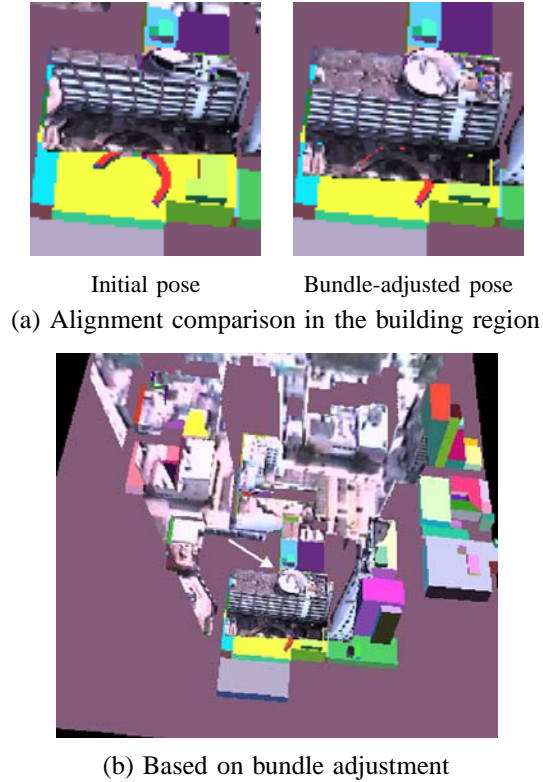 Initial pose
Bundle-adjusted pose
(a) Alignment comparison in the building region
(b) Based on bundle adjustment